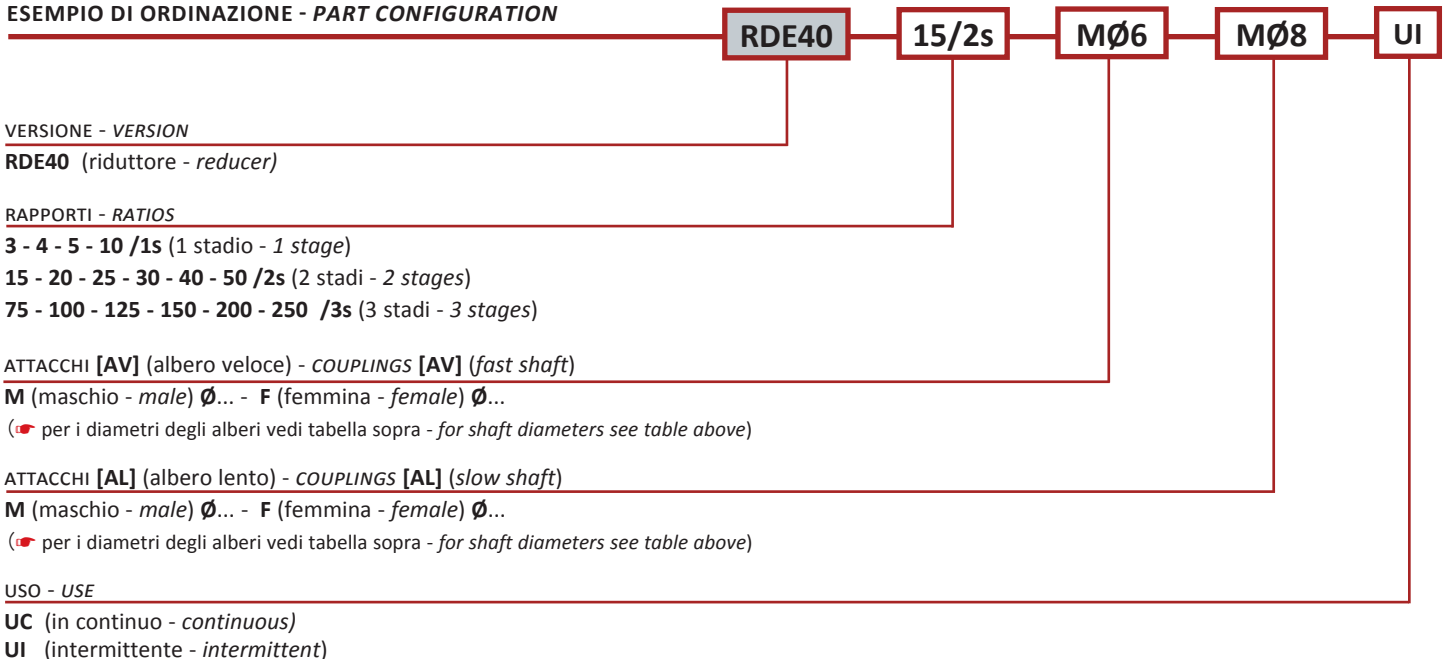 ESEMPIO DI ORDINAZIONE - PART CONFIGURATION
RDE40 15/2s MØ6 MØ8 UI
VERSIONE - VERSION
RDE40 (riduttore - reducer)
RAPPORTI - RATIOS
3 - 4 - 5 - 10 /1s (1 stadio - 1 stage)
15 - 20 - 25 - 30 - 40 - 50 /2s (2 stadi - 2 stages)
75 - 100 - 125 - 150 - 200 - 250 /3s (3 stadi - 3 stages)
ATTACCHI [AV] (albero veloce) - COUPLINGS [AV] (fast shaft)
M (maschio - male) Ø... - F (femmina - female) Ø...
(☛ per i diametri degli alberi vedi tabella sopra - for shaft diameters see table above)
ATTACCHI [AL] (albero lento) - COUPLINGS [AL] (slow shaft)
M (maschio - male) Ø... - F (femmina - female) Ø...
(☛ per i diametri degli alberi vedi tabella sopra - for shaft diameters see table above)
USO - USE
UC (in continuo - continuous)
UI (intermittente - intermittent)